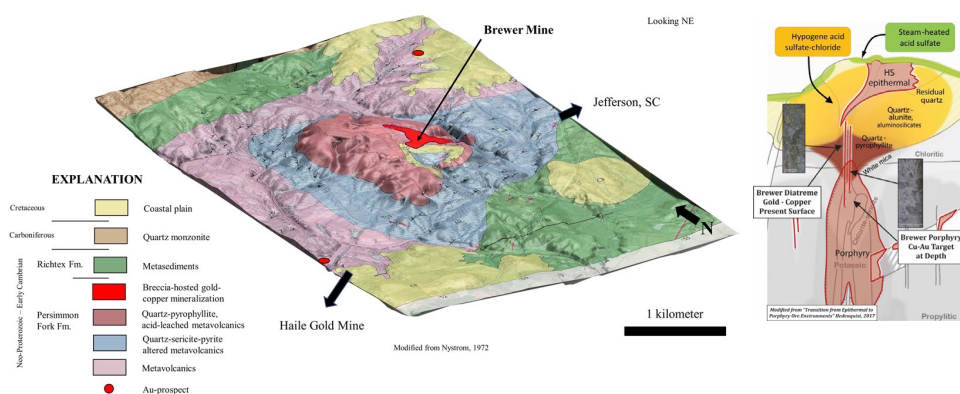 Looking NE
Brewer Mine
Jefferson, SC
N
Haile Gold Mine
1 kilometer
Modified from Nystrom, 1972
EXPLANATION
Cretaceous
Coastal plain
Carboniferous
Quartz monzonite
Richtex Fm.
Metasediments
Neo-Proterozoic – Early Cambrian
Persimmon
Fork Fm.
Breccia-hosted gold-
copper mineralization
Quartz-pyrophyllite,
acid-leached metavolcanics
Quartz-sericite-pyrite
altered metavolcanics
Metavolcanics
Au-prospect
Hypogene acid
sulfate-chloride
Steam-heated
acid sulfate
HS
epithermal
Residual
quartz
Quartz-
alunite,
aluminosilicates
Quartz-
pyrophyllite
White mica
Chloritic
Brewer Diatreme
Gold - Copper
Present Surface
Brewer Porphyry
Cu-Au Target
at Depth
Porphyry
Potassic
Propylitic
Modified from "Transition from Epithermal to
Porphyry Ore Environments" Hedenquist, 2017